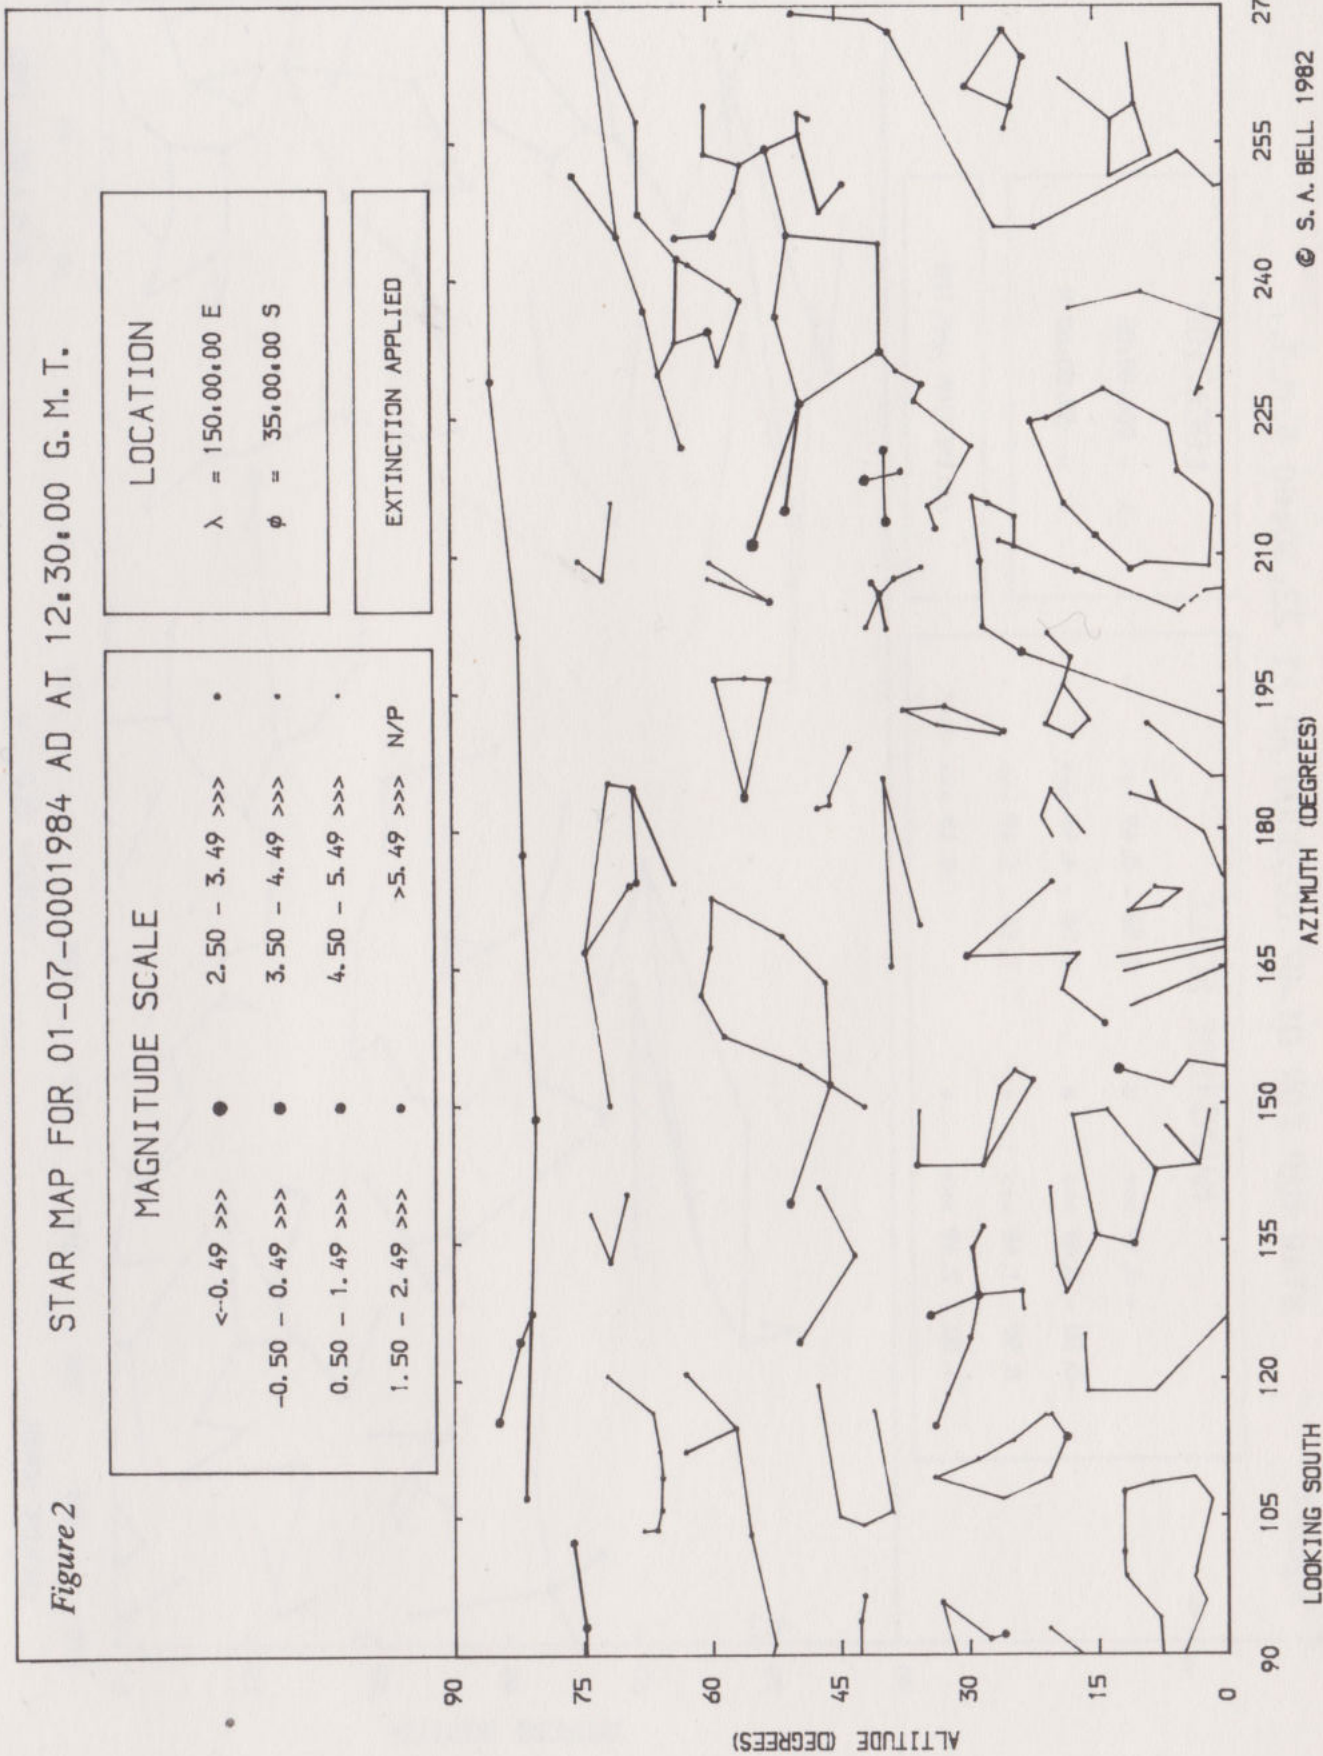 Figure 2
STAR MAP FOR 01-07-0001984 AD AT 12:30:00 G.M.T.
MAGNITUDE SCALE
<-0.49 >>> 2.50 - 3.49 >>>
-0.50 - 0.49 >>> 3.50 - 4.49 >>>
0.50 - 1.49 >>> 4.50 - 5.49 >>>
1.50 - 2.49 >>> >5.49 >>> N/P
LOCATION
λ = 150:00:00 E
φ = 35:00:00 S
EXTINCTION APPLIED
90
75
60
45
30
15
0
ALTITUDE (DEGREES)
90 105 120 135 150 165 180 195 210 225 240 255 27
LOOKING SOUTH
AZIMUTH (DEGREES)
© S. A. BELL 1982